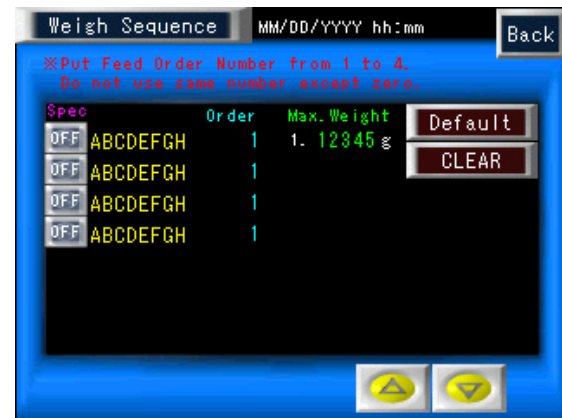 Weigh Sequence MM/DD/YYYY hh:mm Back
※Put Feed Order Number from 1 to 4.
Do not use same number except zero.
Spec Order Max.Weight Default
OFF ABCDEFGH 1 1. 12345 g
CLEAR
OFF ABCDEFGH 1
OFF ABCDEFGH 1
OFF ABCDEFGH 1